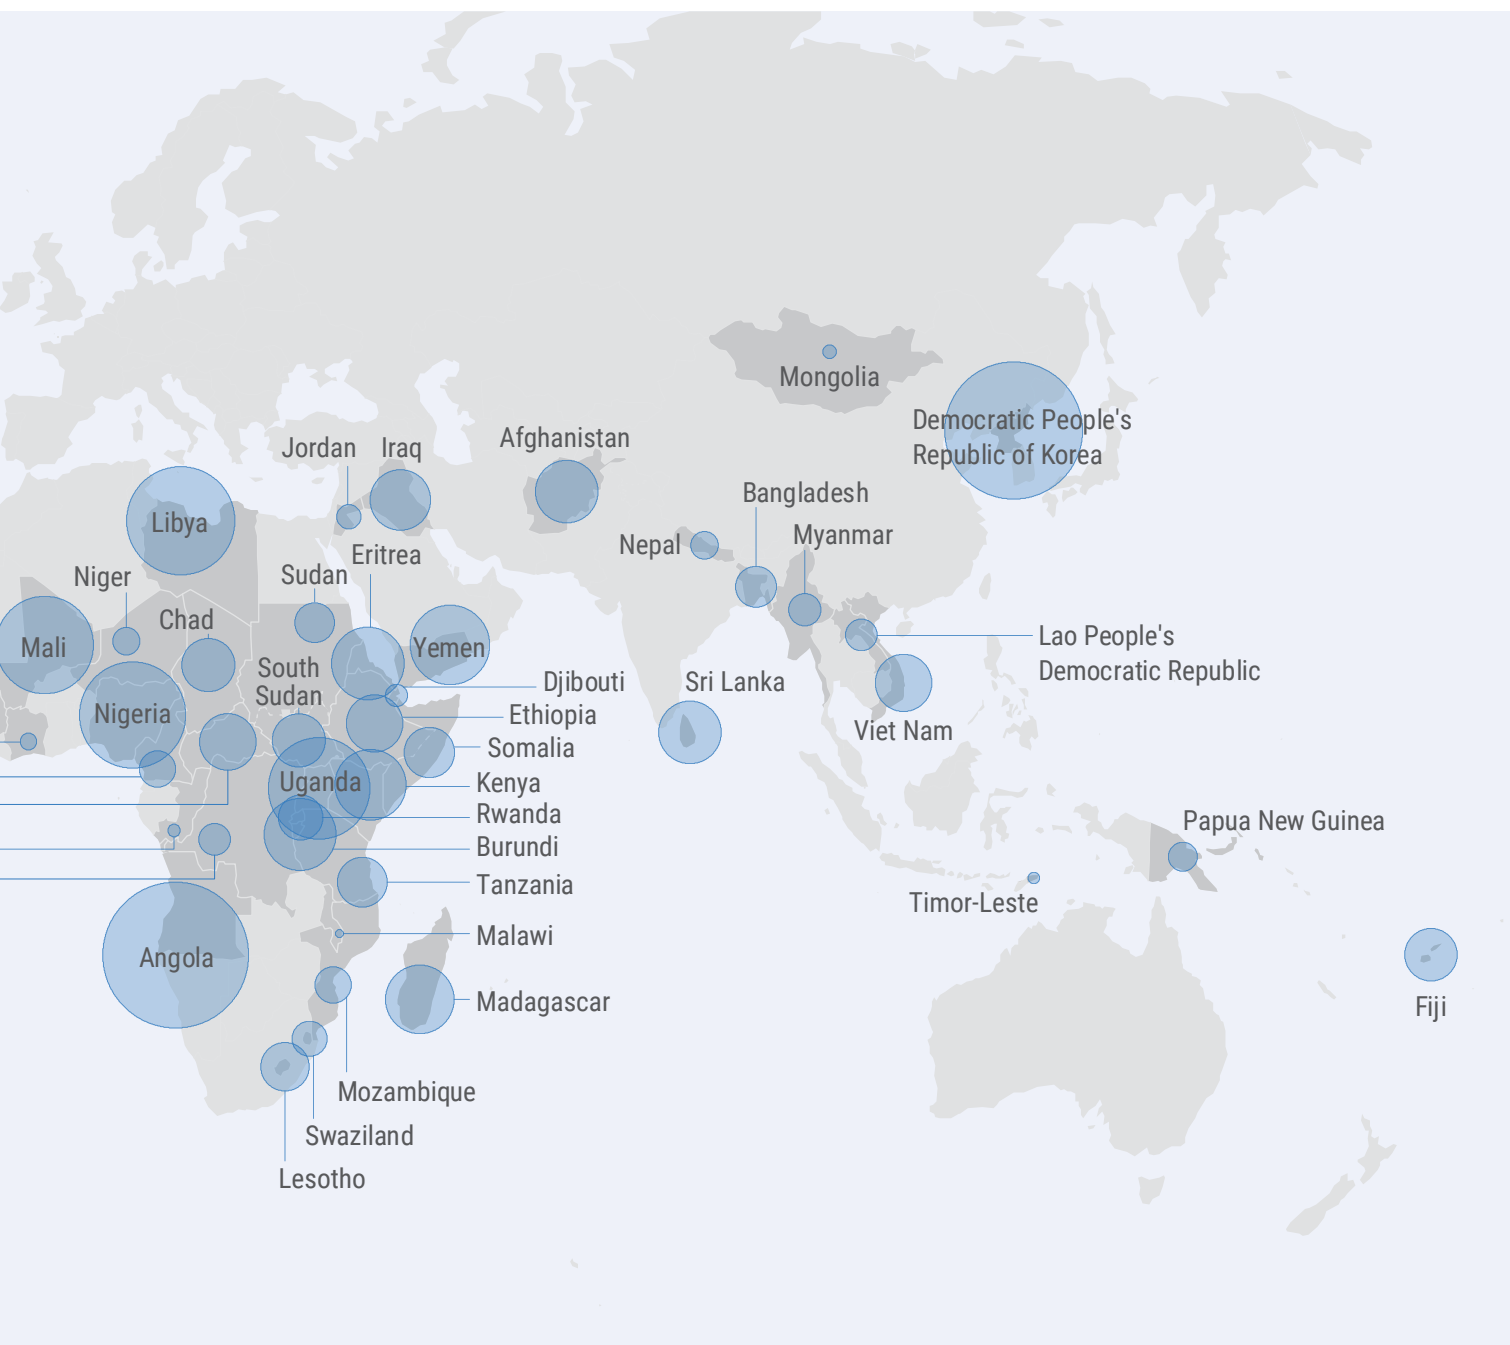 Mongolia
Democratic People's
Republic of Korea
Jordan
Iraq
Afghanistan
Bangladesh
Libya
Nepal
Myanmar
Eritrea
Niger
Sudan
Chad
Mali
Yemen
Lao People's
Democratic Republic
South
Sudan
Djibouti
Sri Lanka
Nigeria
Ethiopia
Viet Nam
Somalia
Uganda
Kenya
Rwanda
Papua New Guinea
Burundi
Tanzania
Timor-Leste
Malawi
Angola
Madagascar
Fiji
Mozambique
Swaziland
Lesotho